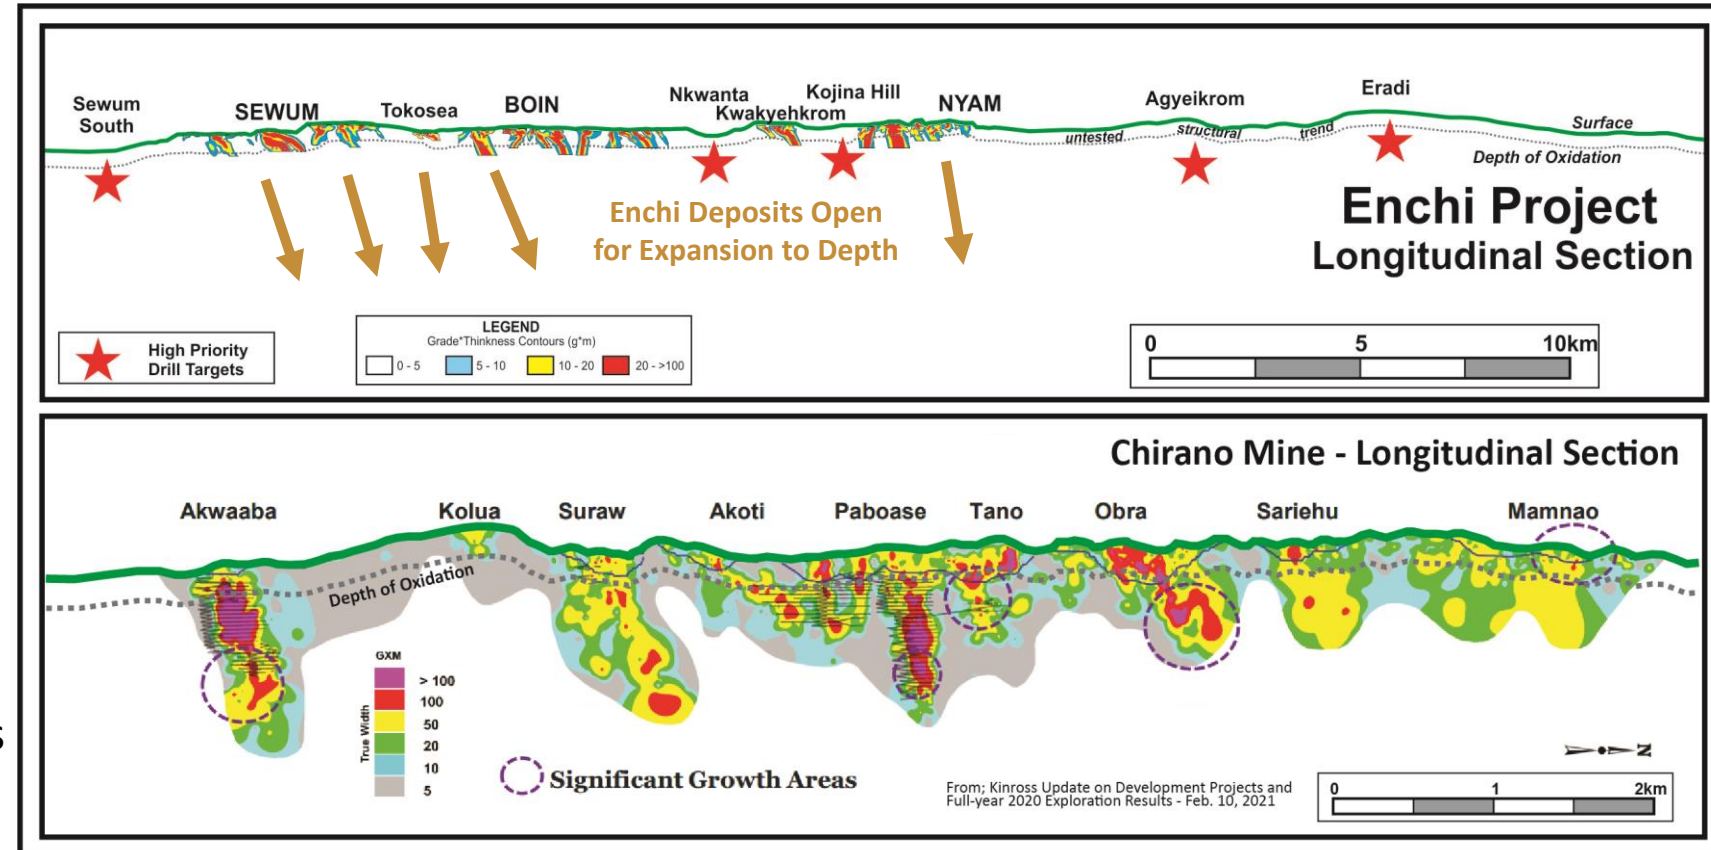 Sewum
South
SEWUM
Tokosea
BOIN
Nkwanta
Kwakyehkrom
Kojina Hill
NYAM
Agyeikrom
Eradi
untested
structural
trend
Surface
Depth of Oxidation
Enchi Deposits Open
for Expansion to Depth
Enchi Project
Longitudinal Section
High Priority
Drill Targets
LEGEND
Grade*Thinkness Contours (g*m)
0 - 5
5 - 10
10 - 20
20 - >100
0 5 10km
Chirano Mine - Longitudinal Section
Akwaaba
Kolua
Suraw
Akoti
Paboase
Tano
Obra
Sariehu
Mamnao
Depth of Oxidation
GXM
True Width
> 100
100
50
20
10
5
Significant Growth Areas
From; Kinross Update on Development Projects and
Full-year 2020 Exploration Results - Feb. 10, 2021
N
0 1 2km
s